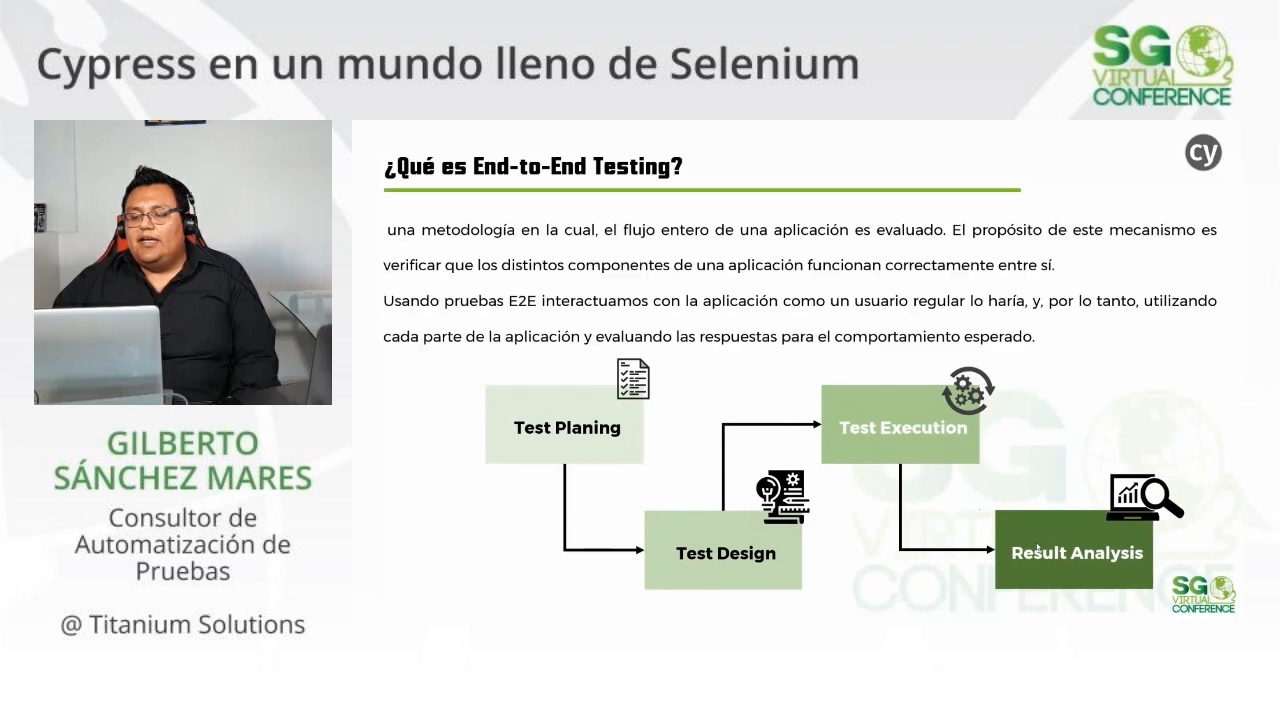 Cypress en un mundo lleno de Selenium
SG
VIRTUAL
CONFERENCE
¿Qué es End-to-End Testing?
cy
una metodología en la cual, el flujo entero de una aplicación es evaluado. El propósito de este mecanismo es
verificar que los distintos componentes de una aplicación funcionan correctamente entre sí.
Usando pruebas E2E interactuamos con la aplicación como un usuario regular lo haría, y, por lo tanto, utilizando
cada parte de la aplicación y evaluando las respuestas para el comportamiento esperado.
Test Planing
Test Execution
Test Design
Result Analysis
SG
VIRTUAL
CONFERENCE
SG
VIRTUAL
CONFERENCE
GILBERTO
SÁNCHEZ MARES
Consultor de
Automatización de
Pruebas
@ Titanium Solutions